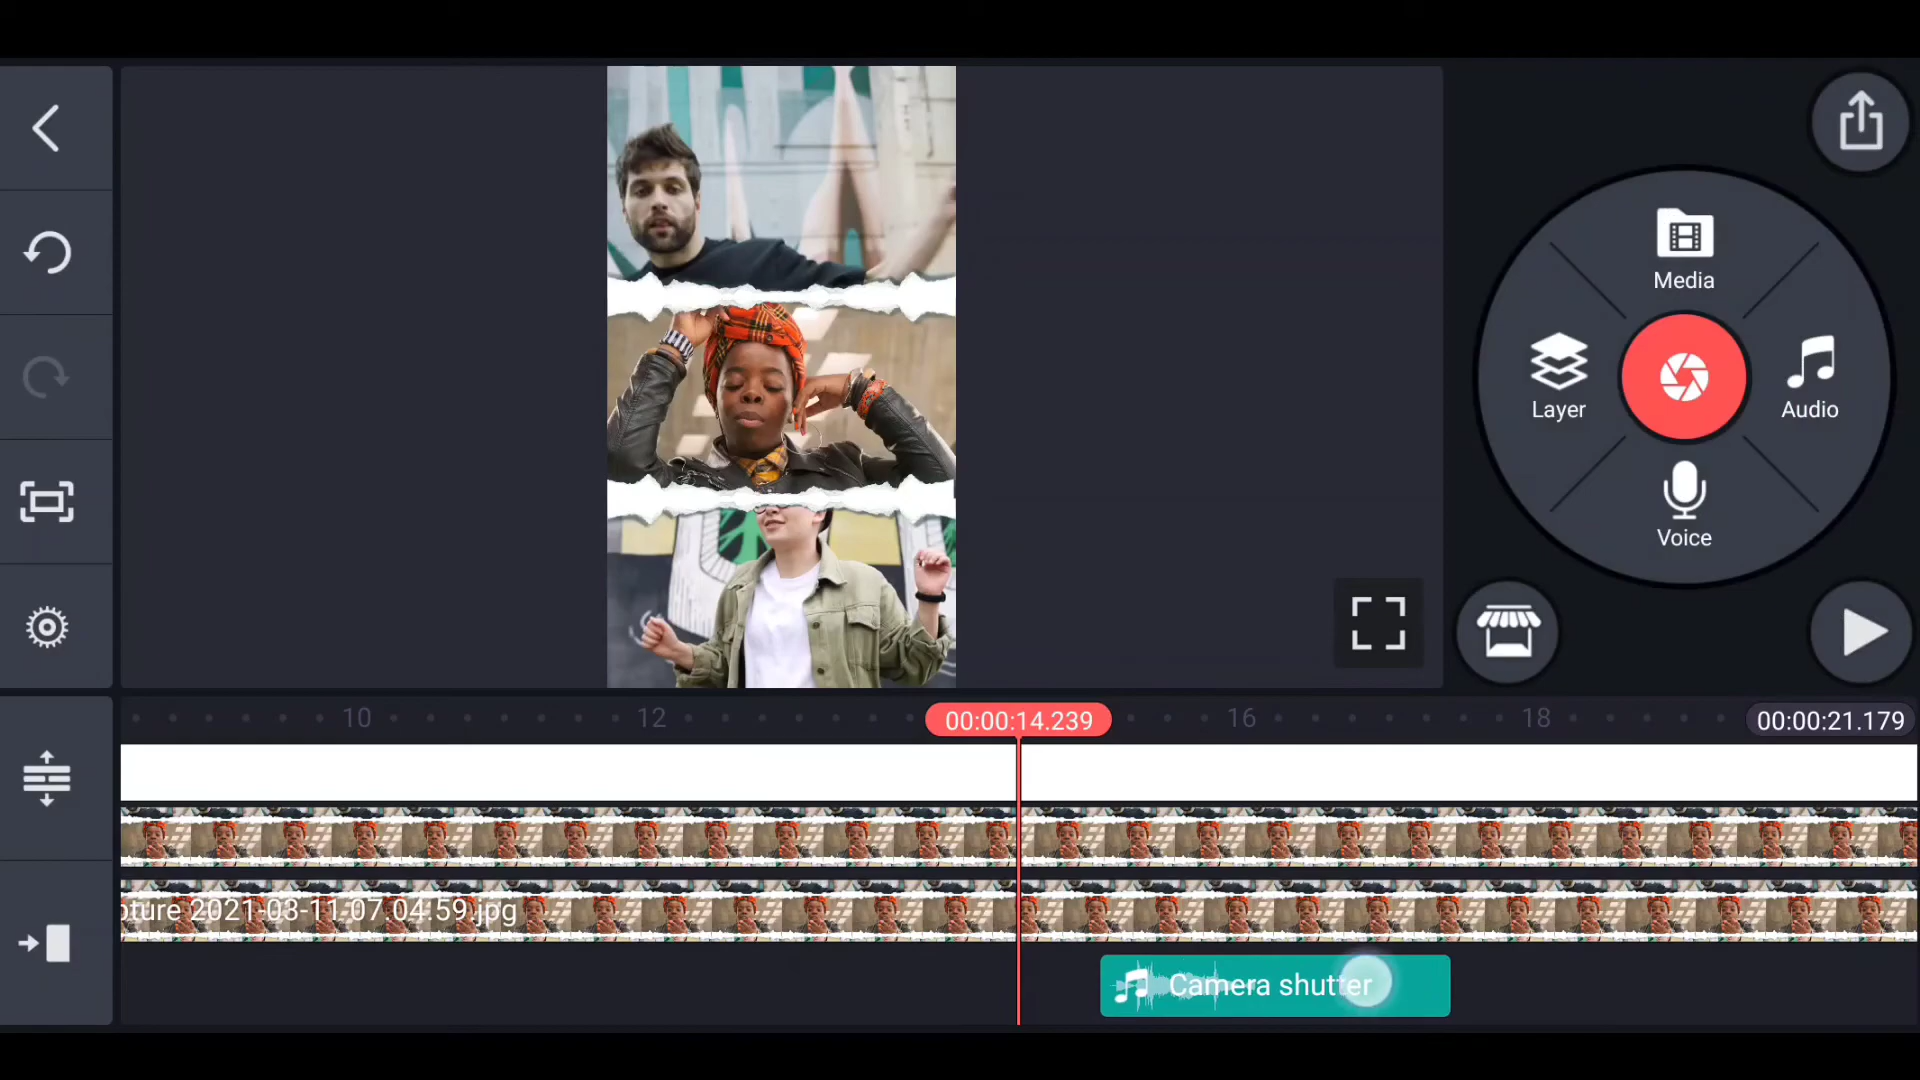 Media
Layer
Audio
Voice
10
12
00:00:14.239
16
18
00:00:21.179
pture 2021-03-11 07.04.59.jpg
Camera shutter